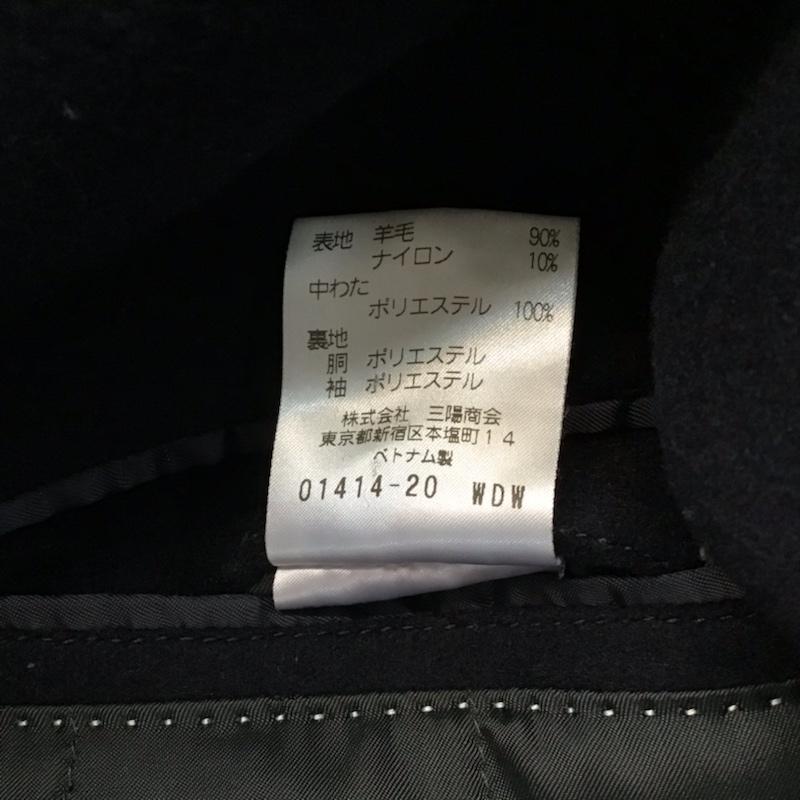 表地 羊毛 90%
ナイロン 10%
中わた
ポリエステル 100%
裏地
胴 ポリエステル
袖 ポリエステル
株式会社 三陽商会
東京都新宿区本塩町14
ベトナム製
01414-20 WDW